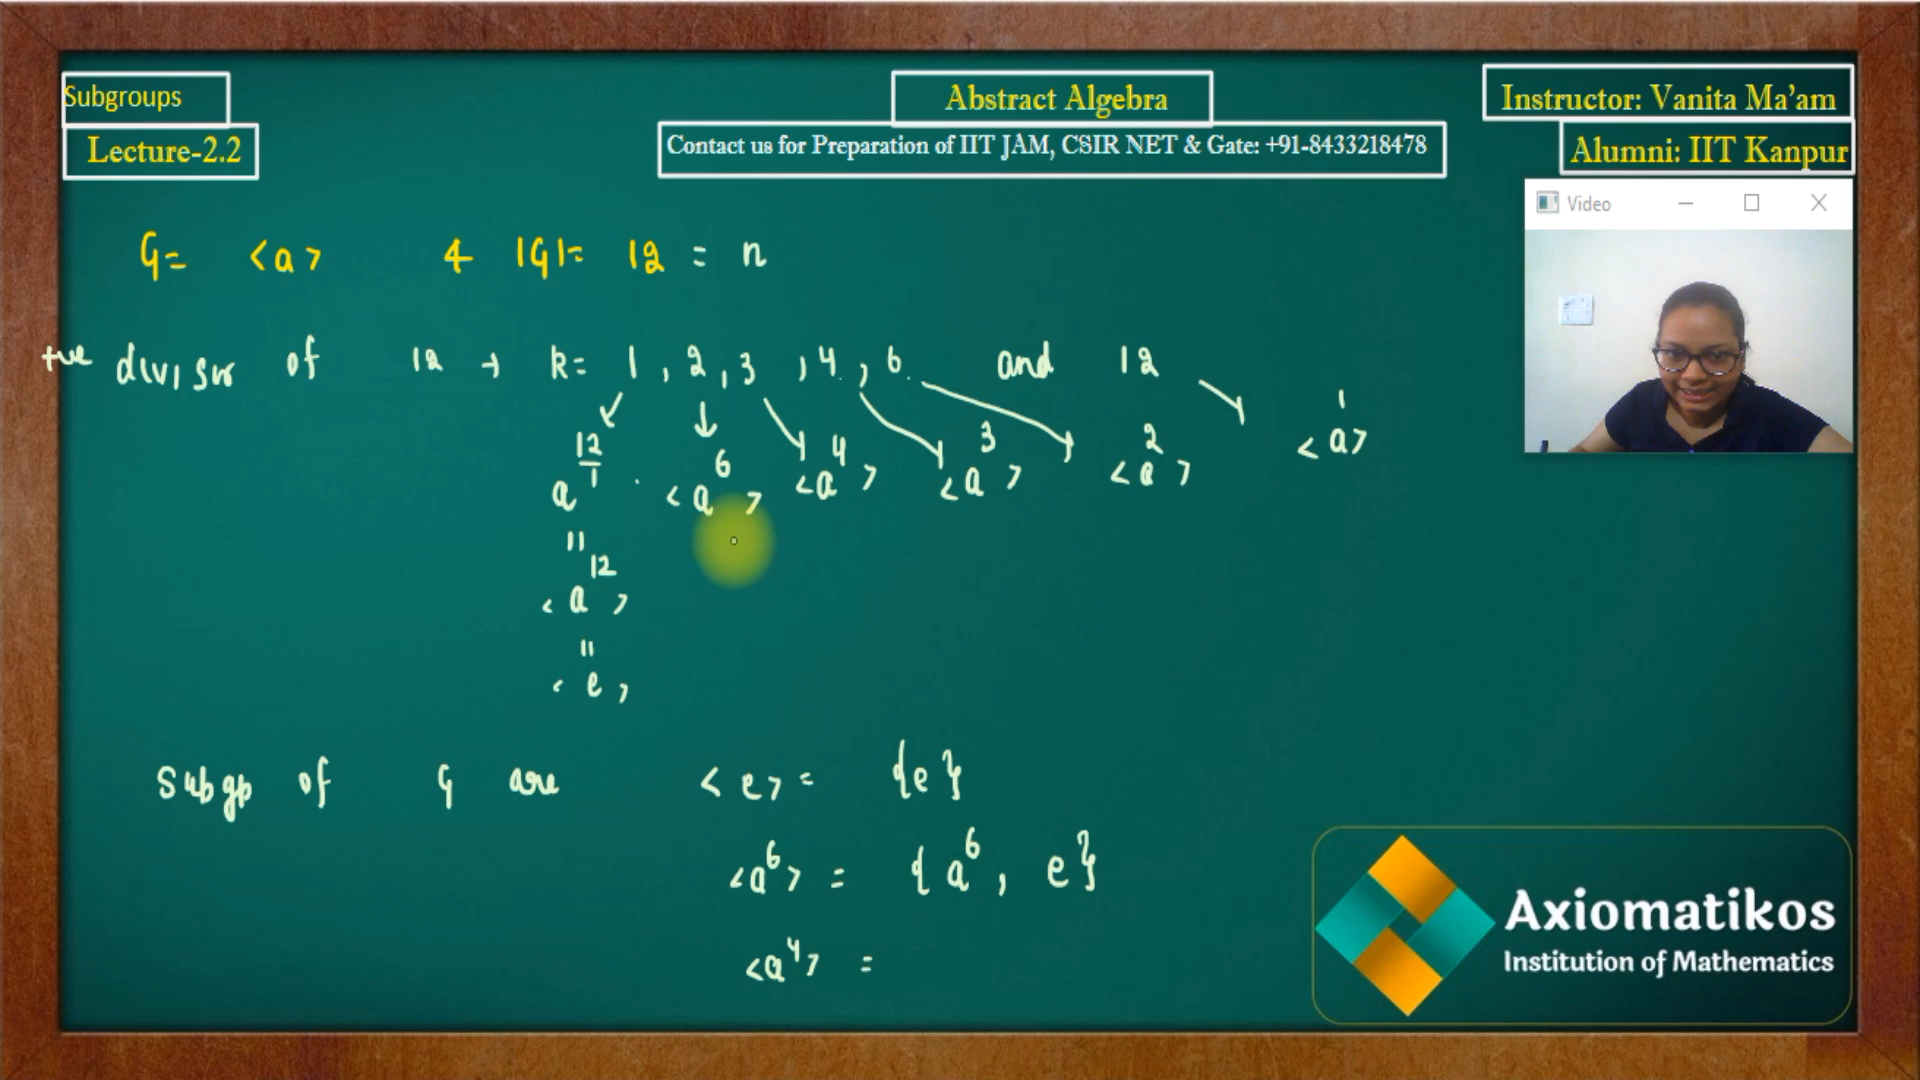 Subgroups
Lecture-2.2
Abstract Algebra
Contact us for Preparation of IIT JAM, CSIR NET & Gate: +91-8433218478
Instructor: Vanita Ma'am
Alumni: IIT Kanpur
Video
G = <a> & |G| = 12 = n
+ve divisor of 12 → k = 1, 2, 3, 4, 6 and 12
a^12/1 . <a^6> <a^4> <a^3> <a^2> <a^1>
"
<a^12>
"
<e>
Subgp of G are <e> = {e}
<a^6> = {a^6, e}
<a^4> =
Axiomatikos
Institution of Mathematics